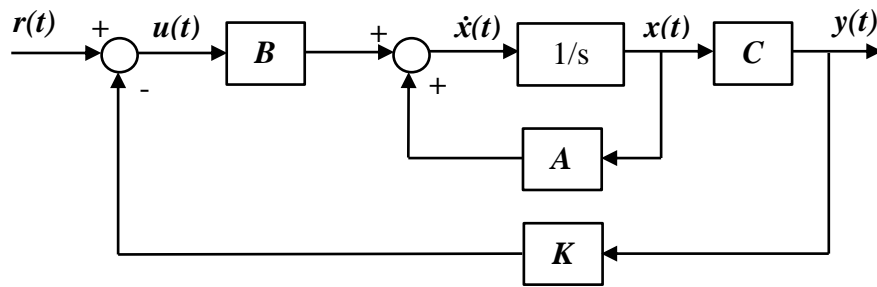 r(t) + u(t) B + ẋ(t) 1/s x(t) C y(t)
- + A
K